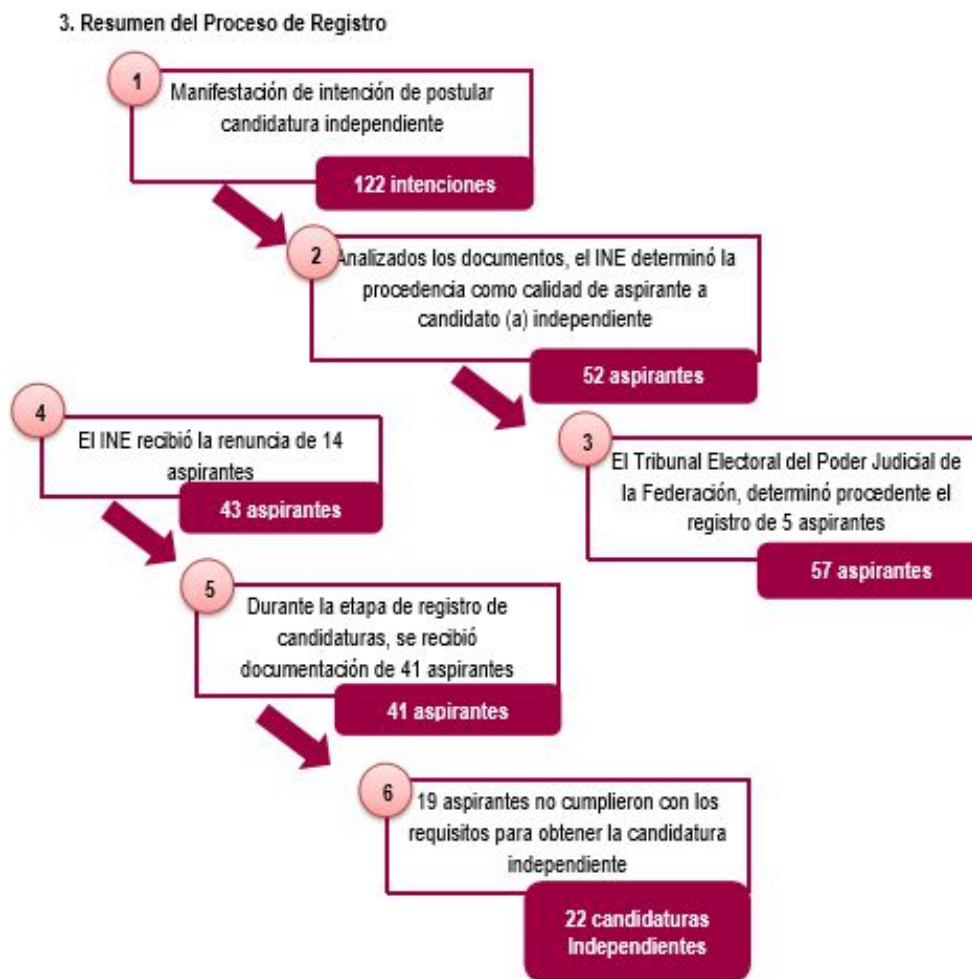 3. Resumen del Proceso de Registro
1
Manifestación de intención de postular
candidatura independiente
122 intenciones
2
Analizados los documentos, el INE determinó la
procedencia como calidad de aspirante a
candidato (a) independiente
52 aspirantes
3
El Tribunal Electoral del Poder Judicial de
la Federación, determinó procedente el
registro de 5 aspirantes
57 aspirantes
4
El INE recibió la renuncia de 14
aspirantes
43 aspirantes
5
Durante la etapa de registro de
candidaturas, se recibió
documentación de 41 aspirantes
41 aspirantes
6
19 aspirantes no cumplieron con los
requisitos para obtener la candidatura
independiente
22 candidaturas
Independientes